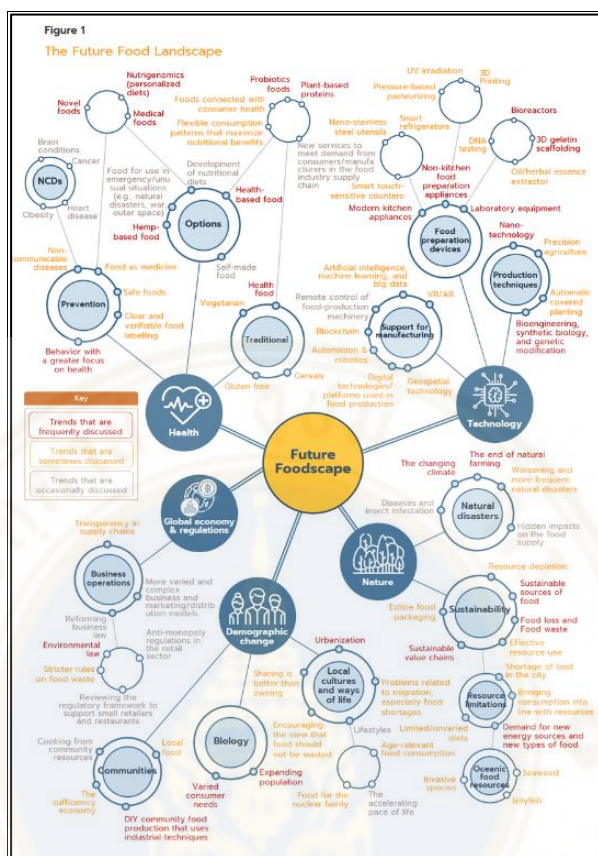 Figure 1
The Future Food Landscape
Nutrigenomics
(personalized
diets)
Novel
foods
Medical
foods
Brain
conditions
Cancer
NCDs
Obesity
Heart
disease
Non-
communicable
diseases
Food as medicine
Safe foods
Clear and
verifiable food
labelling
Prevention
Behavior with
a greater focus
on health
Probiotics
foods
Plant-based
proteins
Foods connected with
consumer health
Flexible consumption
patterns that maximize
nutritional benefits
New services to
meet demand from
consumers/manufa
cturers in the food
industry supply
chain
Food for use in
emergency/unu
sual situations
(e.g., natural
disasters, war,
outer space)
Development of
nutritional diets
Health-
based food
Hemp-
based food
Options
Self-made
food
Health
food
Vegetarian
Traditional
Gluten free
Cereals
Health
UV irradiation
3D
Printing
Pressure-based
pasteurizing
Bioreactors
3D gelatin
scaffolding
DNA
testing
Oil/herbal essence
extractor
Nano-stainless
steel utensils
Smart
refrigerators
Smart touch-
sensitive counters
Non-kitchen
food
preparation
appliances
Modern kitchen
appliances
Laboratory equipment
Food
preparation
devices
Nano-
technology
Precision
agriculture
Production
techniques
Automatic
covered
planting
Bioengineering,
synthetic biology,
and genetic
modification
Artificial intelligence,
machine learning, and
big data
VR/AR
Remote control of
food-production
machinery
Blockchain
Support for
manufacturing
Automation &
robotics
Digital
technologies/
platforms used in
food production
Geospatial
technology
Technology
Key
Trends that are
frequently discussed
Trends that are
sometimes discussed
Trends that are
occasionally discussed
Future
Foodscape
Global economy
& regulations
Transparency in
supply chains
Business
operations
More varied and
complex
business and
marketing/distrib
ution models
Reforming
business
law
Environmental
law
Anti-monopoly
regulations in
the retail
sector
Stricter rules
on food waste
Reviewing the
regulatory framework to
support small retailers
and restaurants
Demographic
change
Cooking from
community
resources
Local
food
Communities
The
sufficiency
economy
DIY community food
production that uses
industrial techniques
Biology
Varied
consumer
needs
Expanding
population
Urbanization
Sharing is
better than
owning
Local
cultures and
ways of life
Problems related
to migration,
especially food
shortages
Encouraging
the view that
food should
not be wasted
Lifestyles
Age-relevant
food consumption
Food for the
nuclear family
The
accelerating
pace of life
Nature
The changing
climate
The end of natural
farming
Worsening and
more frequent
natural disasters
Diseases and
insect infestation
Natural
disasters
Hidden impacts
on the food
supply
Resource depletion
Edible food
packaging
Sustainable
sources of
food
Sustainability
Food loss and
Food waste
Effective
resource use
Sustainable
value chains
Shortage of land
in the city
Resource
limitations
Bringing
consumption into
line with resources
Limited/unvaried
diets
Demand for new
energy sources and
new types of food
Invasive
species
Oceanic
food
resources
Seaweed
Jellyfish